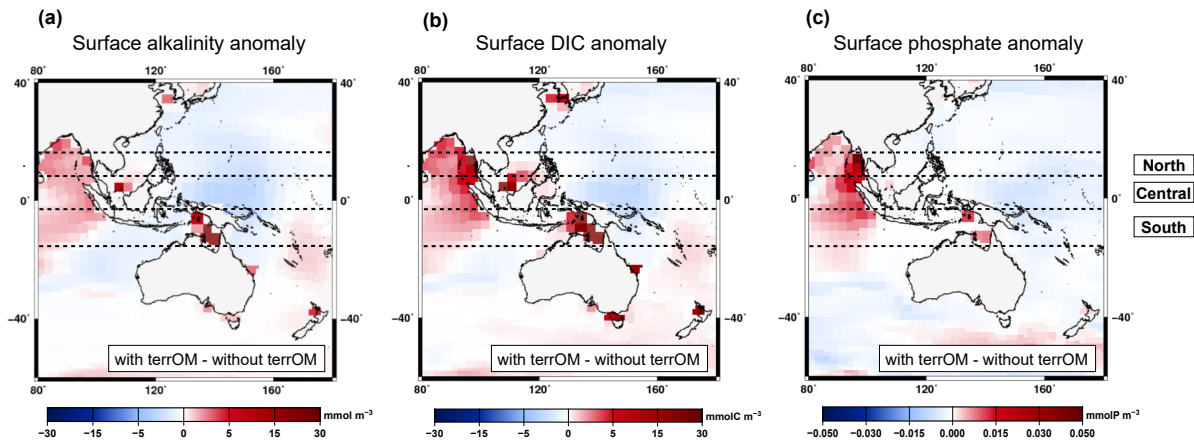 (a)
Surface alkalinity anomaly
80˚ 120˚ 160˚
40˚ 40˚
0˚ 0˚
−40˚ −40˚
with terrOM - without terrOM
80˚ 120˚ 160˚
−30 −15 −5 0 5 15 30
mmol m⁻³
(b)
Surface DIC anomaly
80˚ 120˚ 160˚
40˚ 40˚
0˚ 0˚
−40˚ −40˚
with terrOM - without terrOM
80˚ 120˚ 160˚
−30 −15 −5 0 5 15 30
mmolC m⁻³
(c)
Surface phosphate anomaly
80˚ 120˚ 160˚
40˚ 40˚
0˚ 0˚
−40˚ −40˚
with terrOM - without terrOM
80˚ 120˚ 160˚
−0.050 −0.015 0.000 0.015 0.030 0.050
mmolP m⁻³
North
Central
South